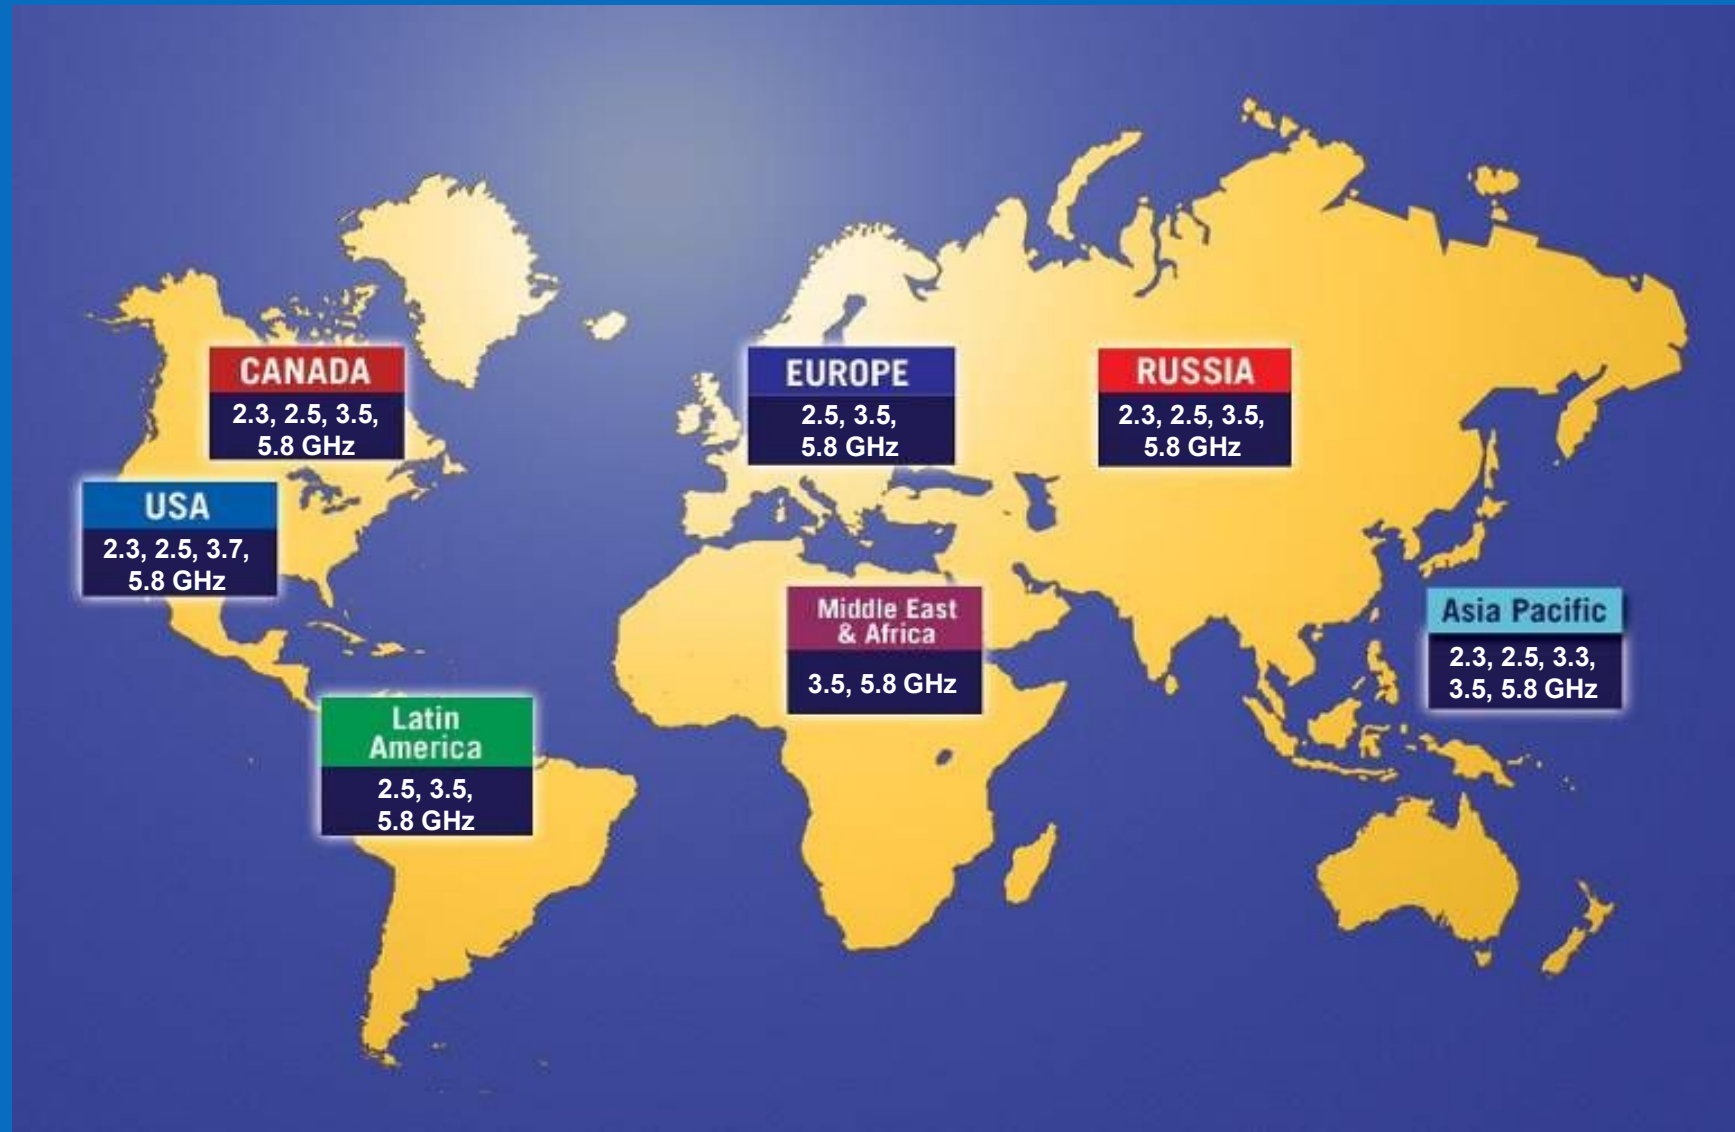 CANADA
2.3, 2.5, 3.5,
5.8 GHz
EUROPE
2.5, 3.5,
5.8 GHz
RUSSIA
2.3, 2.5, 3.5,
5.8 GHz
USA
2.3, 2.5, 3.7,
5.8 GHz
Middle East
& Africa
3.5, 5.8 GHz
Asia Pacific
2.3, 2.5, 3.3,
3.5, 5.8 GHz
Latin
America
2.5, 3.5,
5.8 GHz